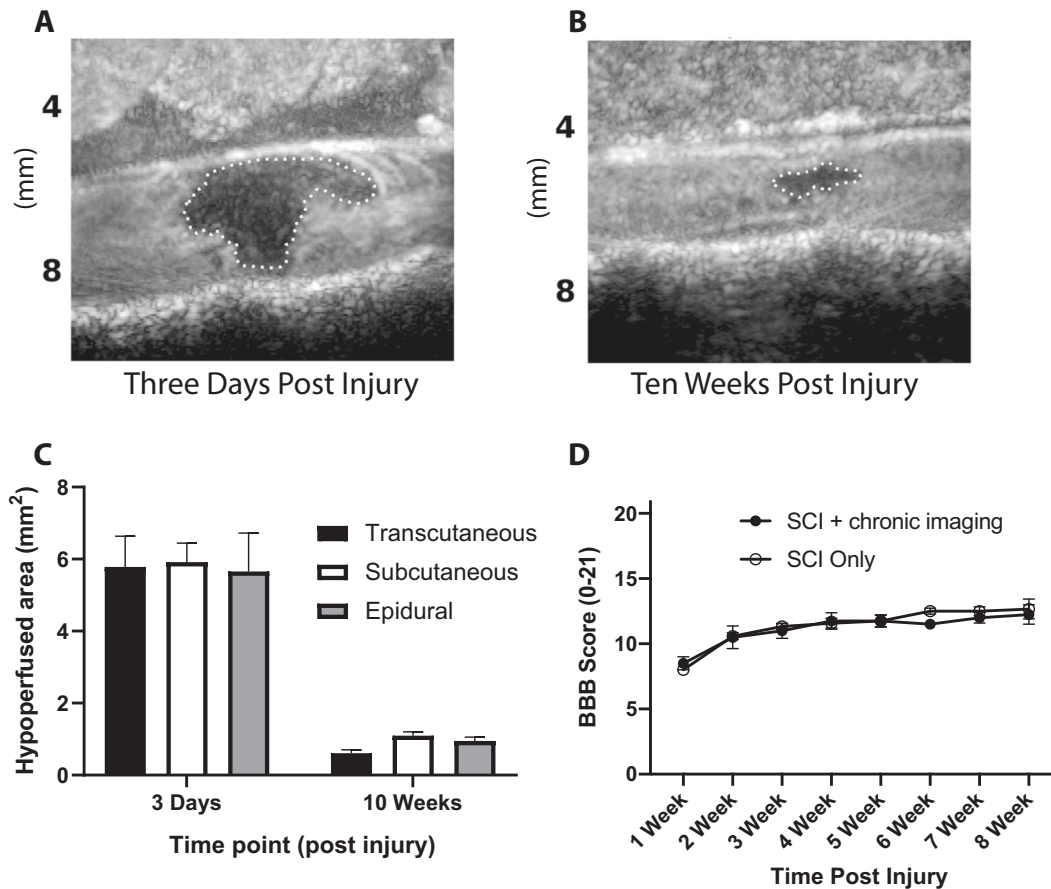 A
4
(mm)
8
Three Days Post Injury
B
4
(mm)
8
Ten Weeks Post Injury
C
Hypoperfused area (mm²)
8
6
4
2
0
Transcutaneous
Subcutaneous
Epidural
3 Days
10 Weeks
Time point (post injury)
D
BBB Score (0-21)
20
15
10
5
0
SCI + chronic imaging
SCI Only
1 Week
2 Week
3 Week
4 Week
5 Week
6 Week
7 Week
8 Week
Time Post Injury